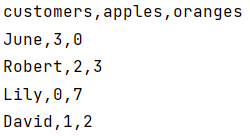 customers,apples,oranges
June,3,0
Robert,2,3
Lily,0,7
David,1,2